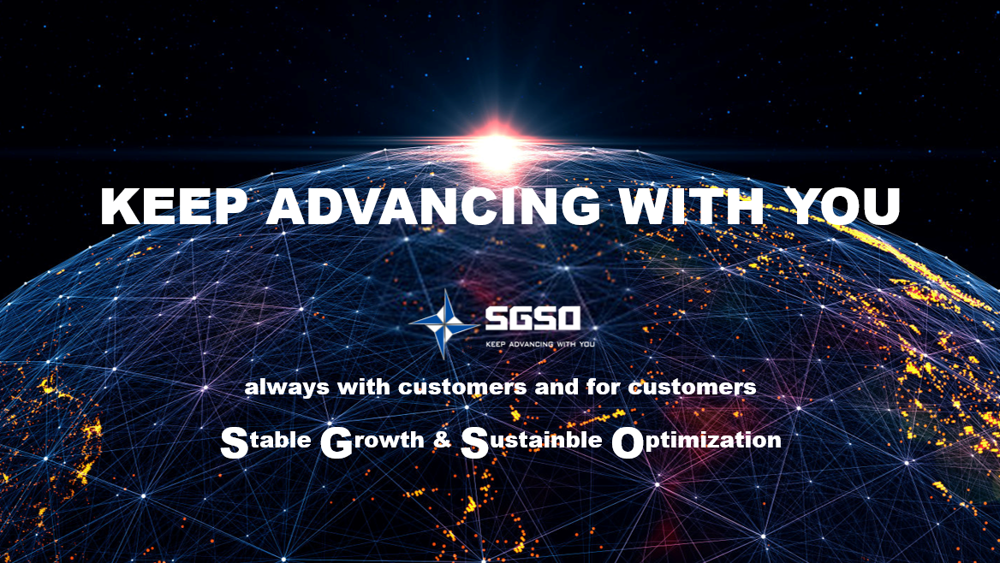 KEEP ADVANCING WITH YOU
SGSO
KEEP ADVANCING WITH YOU
always with customers and for customers
Stable Growth & Sustainble Optimization